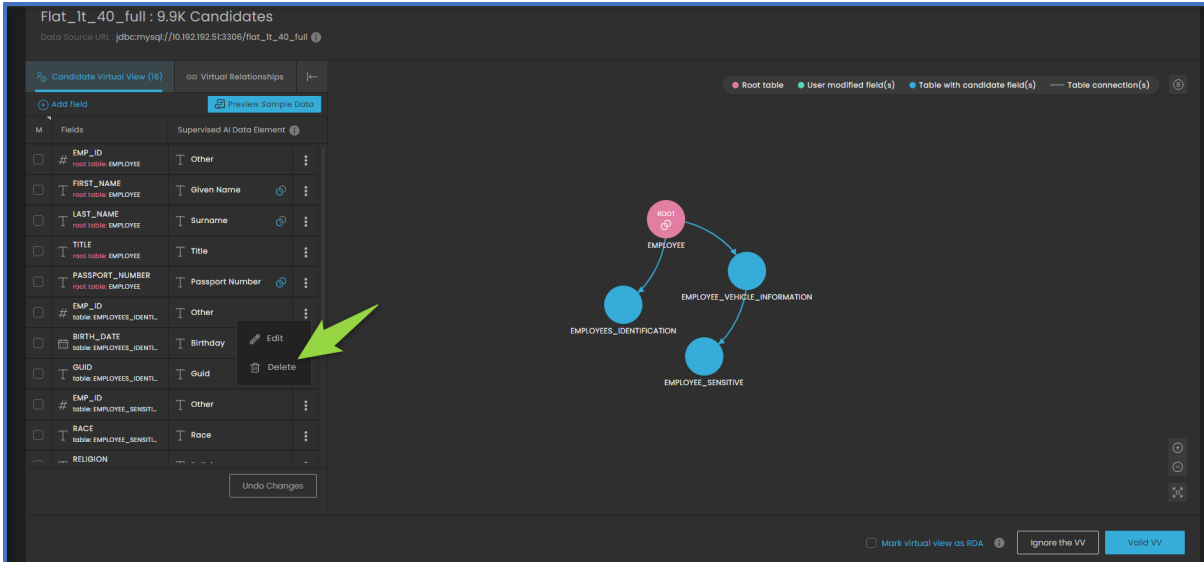 Flat_1t_40_full : 9.9K Candidates
Data Source URL : jdbc:mysql://10.192.192.51:3306/flat_1t_40_full
Candidate Virtual View (16)
Virtual Relationships
Add field
Preview Sample Data
M
Fields
Supervised AI Data Element
# EMP_ID
root table: EMPLOYEE
T Other
T FIRST_NAME
root table: EMPLOYEE
T Given Name
T LAST_NAME
root table: EMPLOYEE
T Surname
T TITLE
root table: EMPLOYEE
T Title
T PASSPORT_NUMBER
root table: EMPLOYEE
T Passport Number
# EMP_ID
table: EMPLOYEES_IDENTI...
T Other
BIRTH_DATE
table: EMPLOYEES_IDENTI...
T Birthday
T GUID
table: EMPLOYEES_IDENTI...
T Guid
# EMP_ID
table: EMPLOYEE_SENSITI...
T Other
T RACE
table: EMPLOYEE_SENSITI...
T Race
RELIGION
Edit
Delete
Undo Changes
Root table
User modified field(s)
Table with candidate field(s)
Table connection(s)
ROOT
EMPLOYEE
EMPLOYEE_VEHICLE_INFORMATION
EMPLOYEES_IDENTIFICATION
EMPLOYEE_SENSITIVE
Mark virtual view as RDA
Ignore the VV
Valid VV